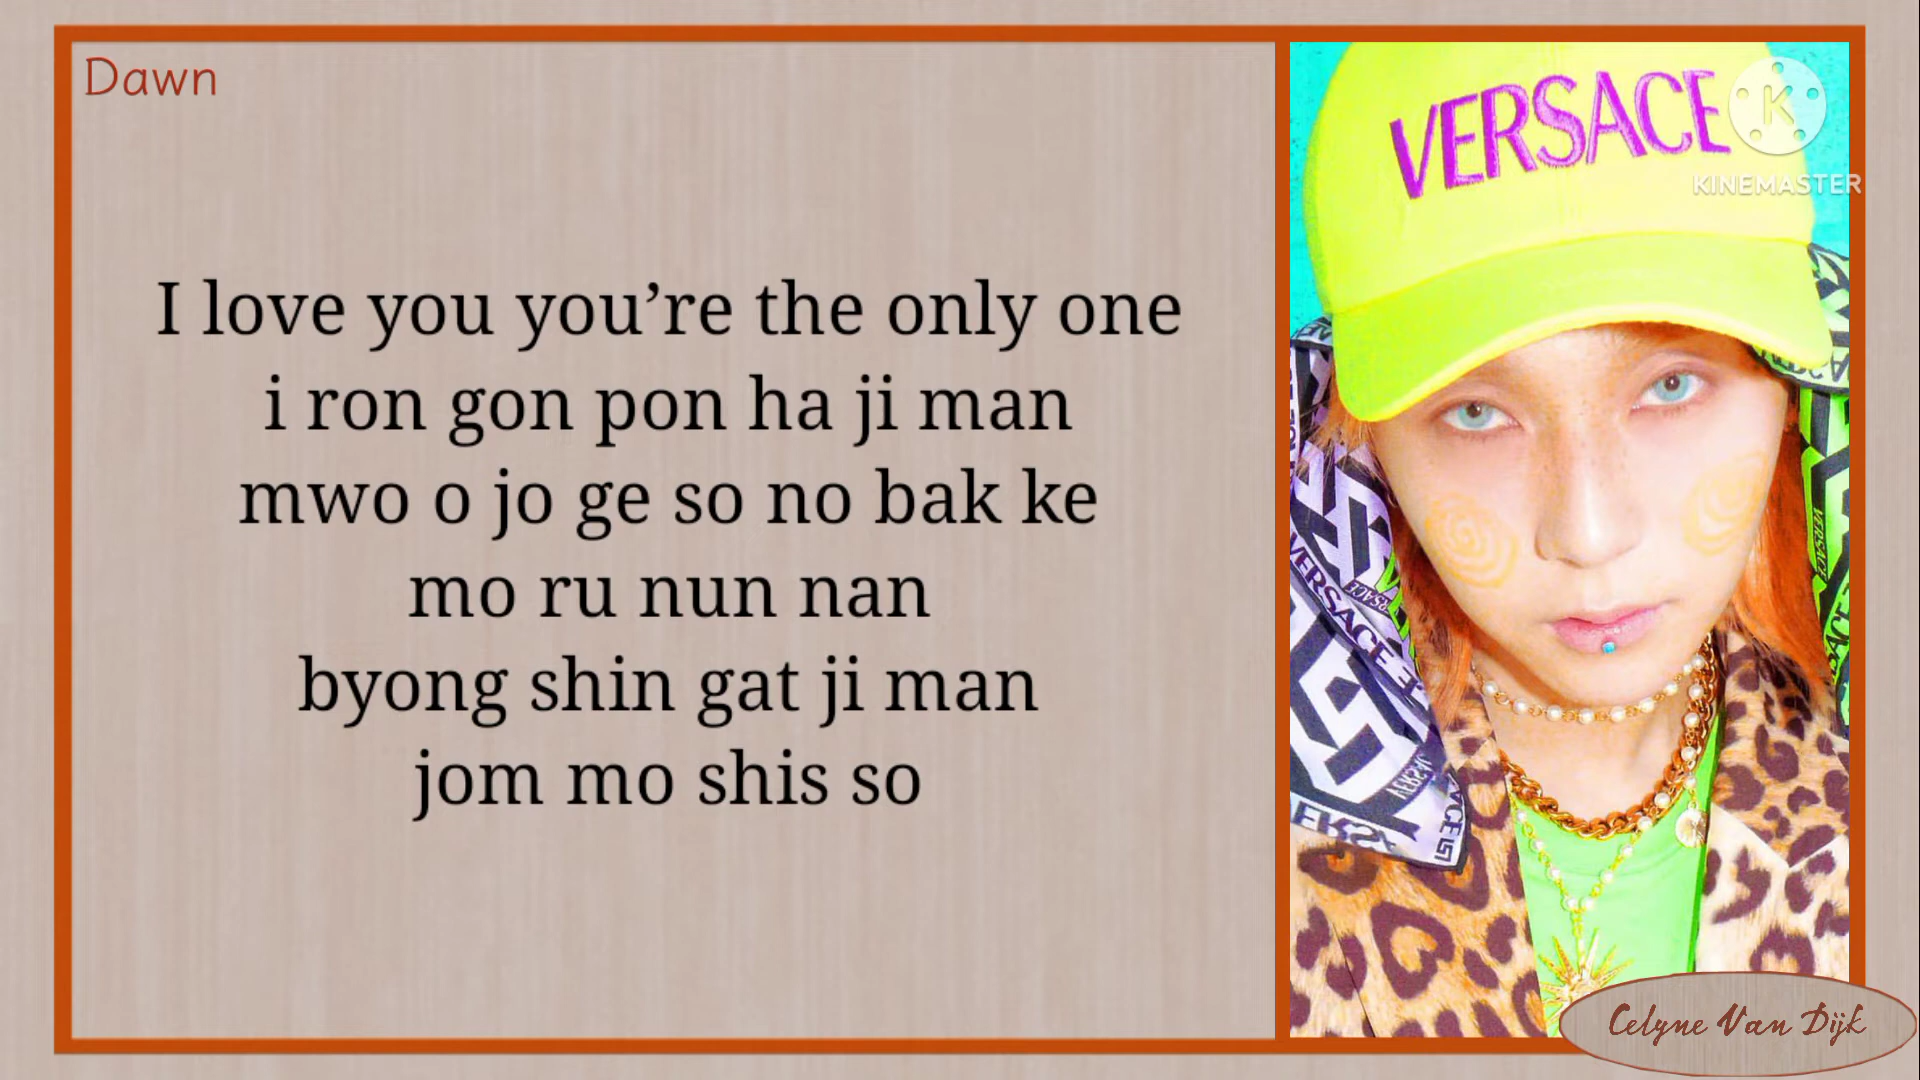 Dawn
I love you you're the only one
i ron gon pon ha ji man
mwo o jo ge so no bak ke
mo ru nun nan
byong shin gat ji man
jom mo shis so
VERSACE
K
KINEMASTER
VERSACE
VERSACE
Celyne Van Dijk